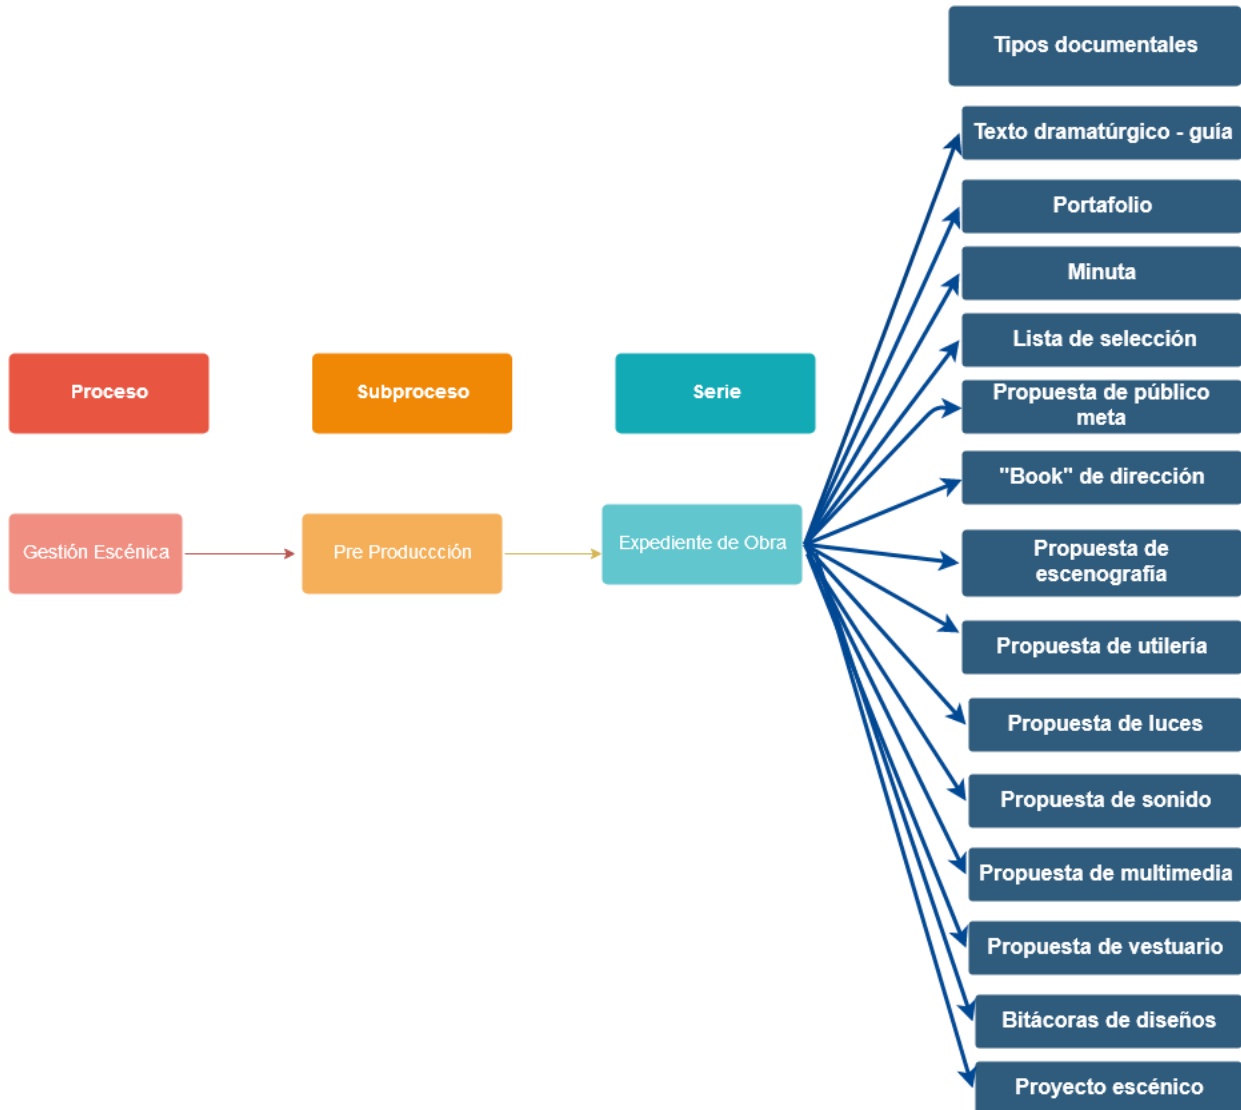 Tipos documentales
Texto dramatúrgico - guía
Portafolio
Minuta
Lista de selección
Propuesta de público
meta
"Book" de dirección
Propuesta de
escenografía
Propuesta de utilería
Propuesta de luces
Propuesta de sonido
Propuesta de multimedia
Propuesta de vestuario
Bitácoras de diseños
Proyecto escénico
Proceso
Subproceso
Serie
Gestión Escénica
Pre Produccción
Expediente de Obra